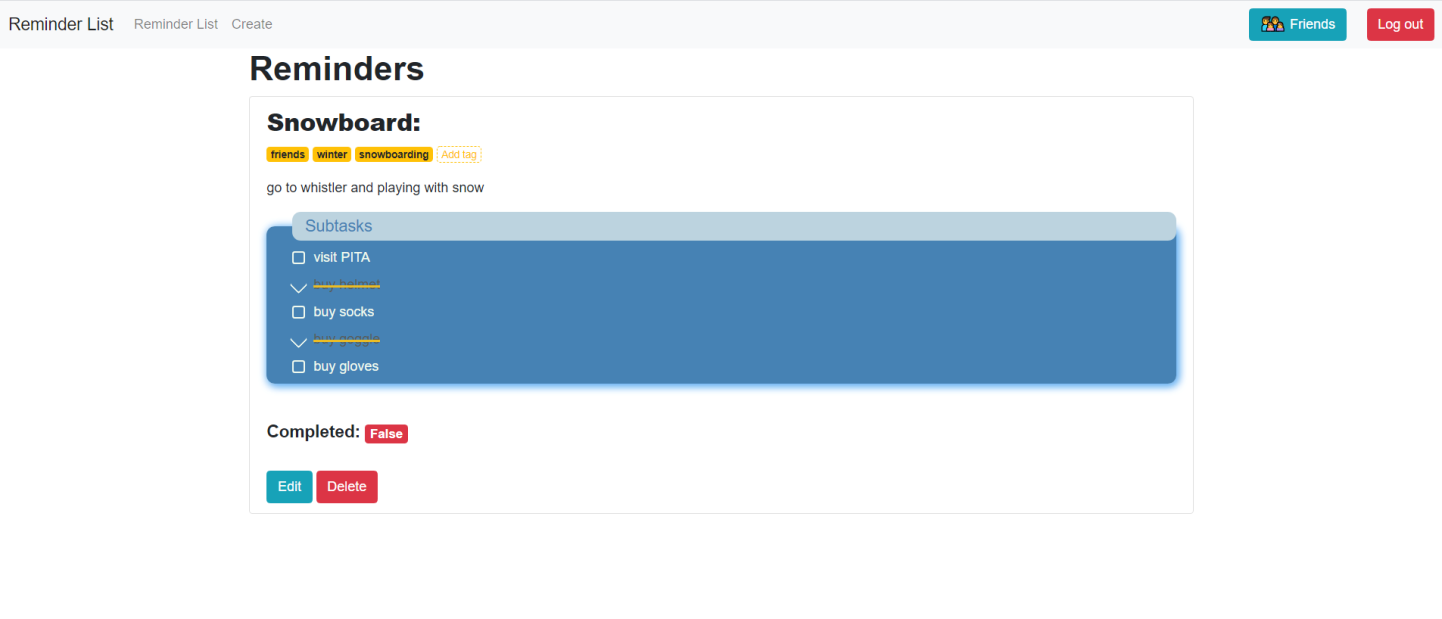 Reminder List Reminder List Create Friends Log out
Reminders
Snowboard:
friends winter snowboarding Add tag
go to whistler and playing with snow
Subtasks
visit PITA
buy helmet
buy socks
buy goggle
buy gloves
Completed: False
Edit Delete